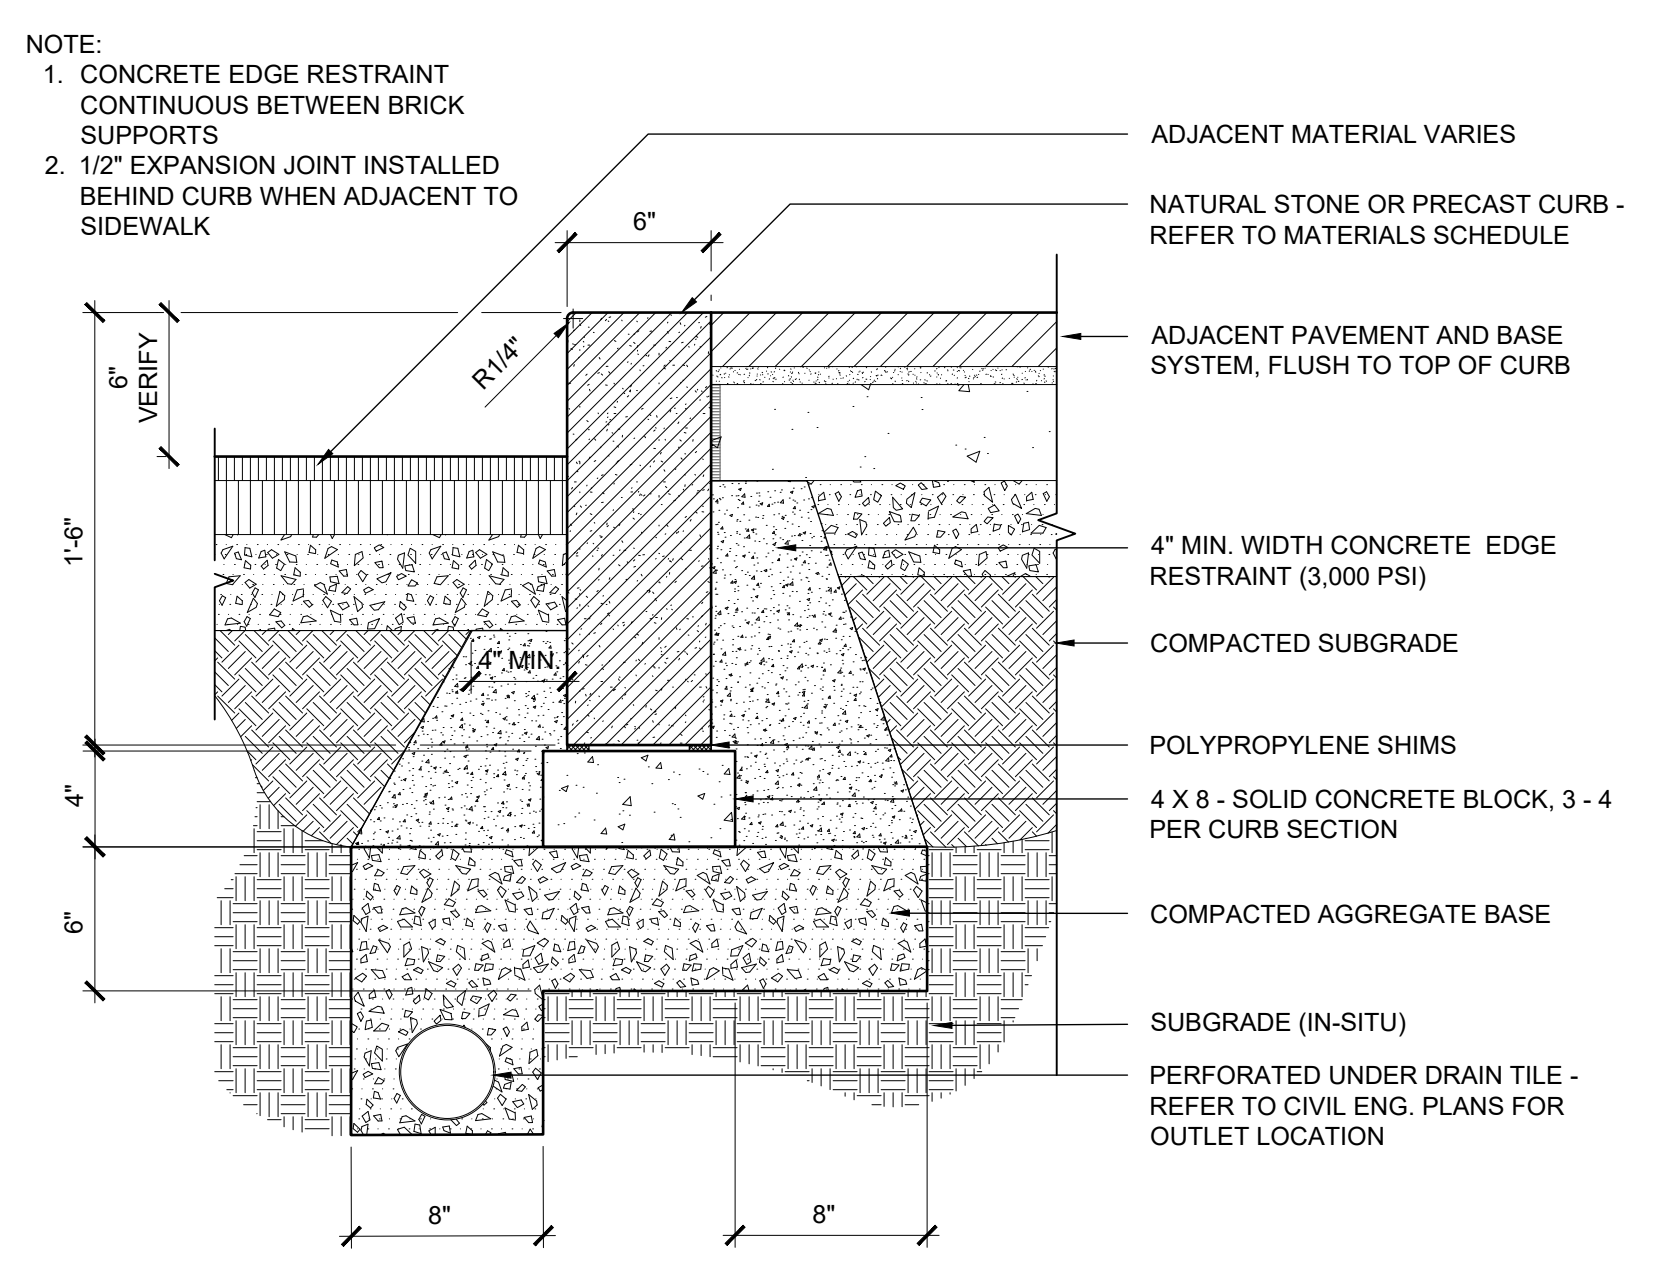 NOTE:
1. CONCRETE EDGE RESTRAINT
CONTINUOUS BETWEEN BRICK
SUPPORTS
2. 1/2" EXPANSION JOINT INSTALLED
BEHIND CURB WHEN ADJACENT TO
SIDEWALK
ADJACENT MATERIAL VARIES
NATURAL STONE OR PRECAST CURB -
REFER TO MATERIALS SCHEDULE
6"
ADJACENT PAVEMENT AND BASE
SYSTEM, FLUSH TO TOP OF CURB
6"
VERIFY
R1/4"
1'-6"
4" MIN. WIDTH CONCRETE EDGE
RESTRAINT (3,000 PSI)
COMPACTED SUBGRADE
4" MIN.
POLYPROPYLENE SHIMS
4"
4 X 8 - SOLID CONCRETE BLOCK, 3 - 4
PER CURB SECTION
6"
COMPACTED AGGREGATE BASE
SUBGRADE (IN-SITU)
PERFORATED UNDER DRAIN TILE -
REFER TO CIVIL ENG. PLANS FOR
OUTLET LOCATION
8"
8"